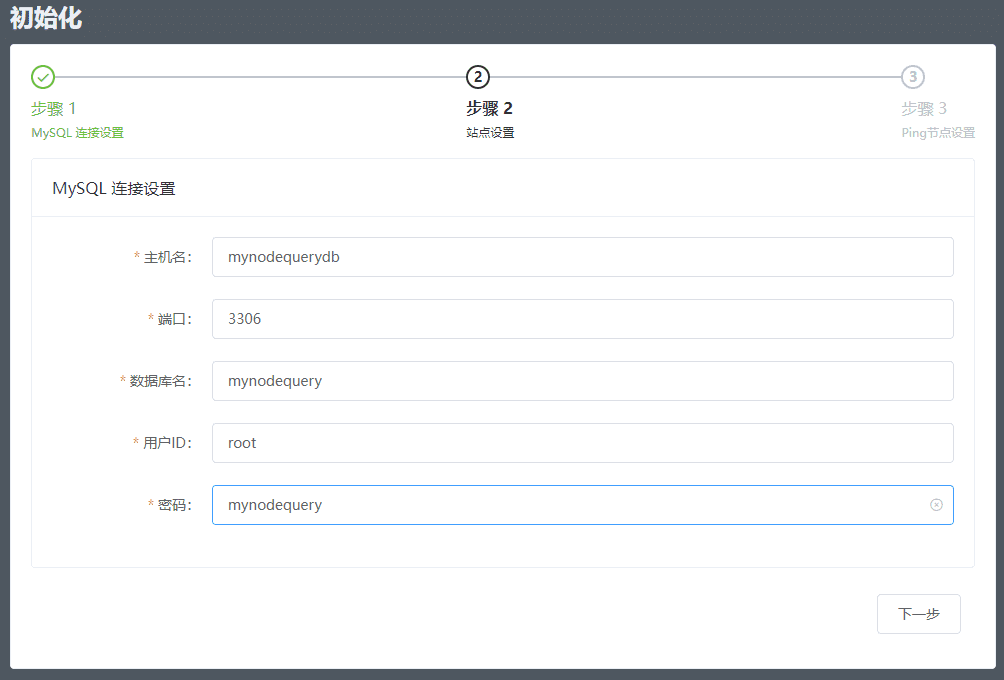 初始化
2
3
步骤 1
步骤 2
步骤 3
MySQL 连接设置
站点设置
Ping节点设置
MySQL 连接设置
* 主机名: mynodequerydb
* 端口: 3306
* 数据库名: mynodequery
* 用户ID: root
* 密码: mynodequery
下一步